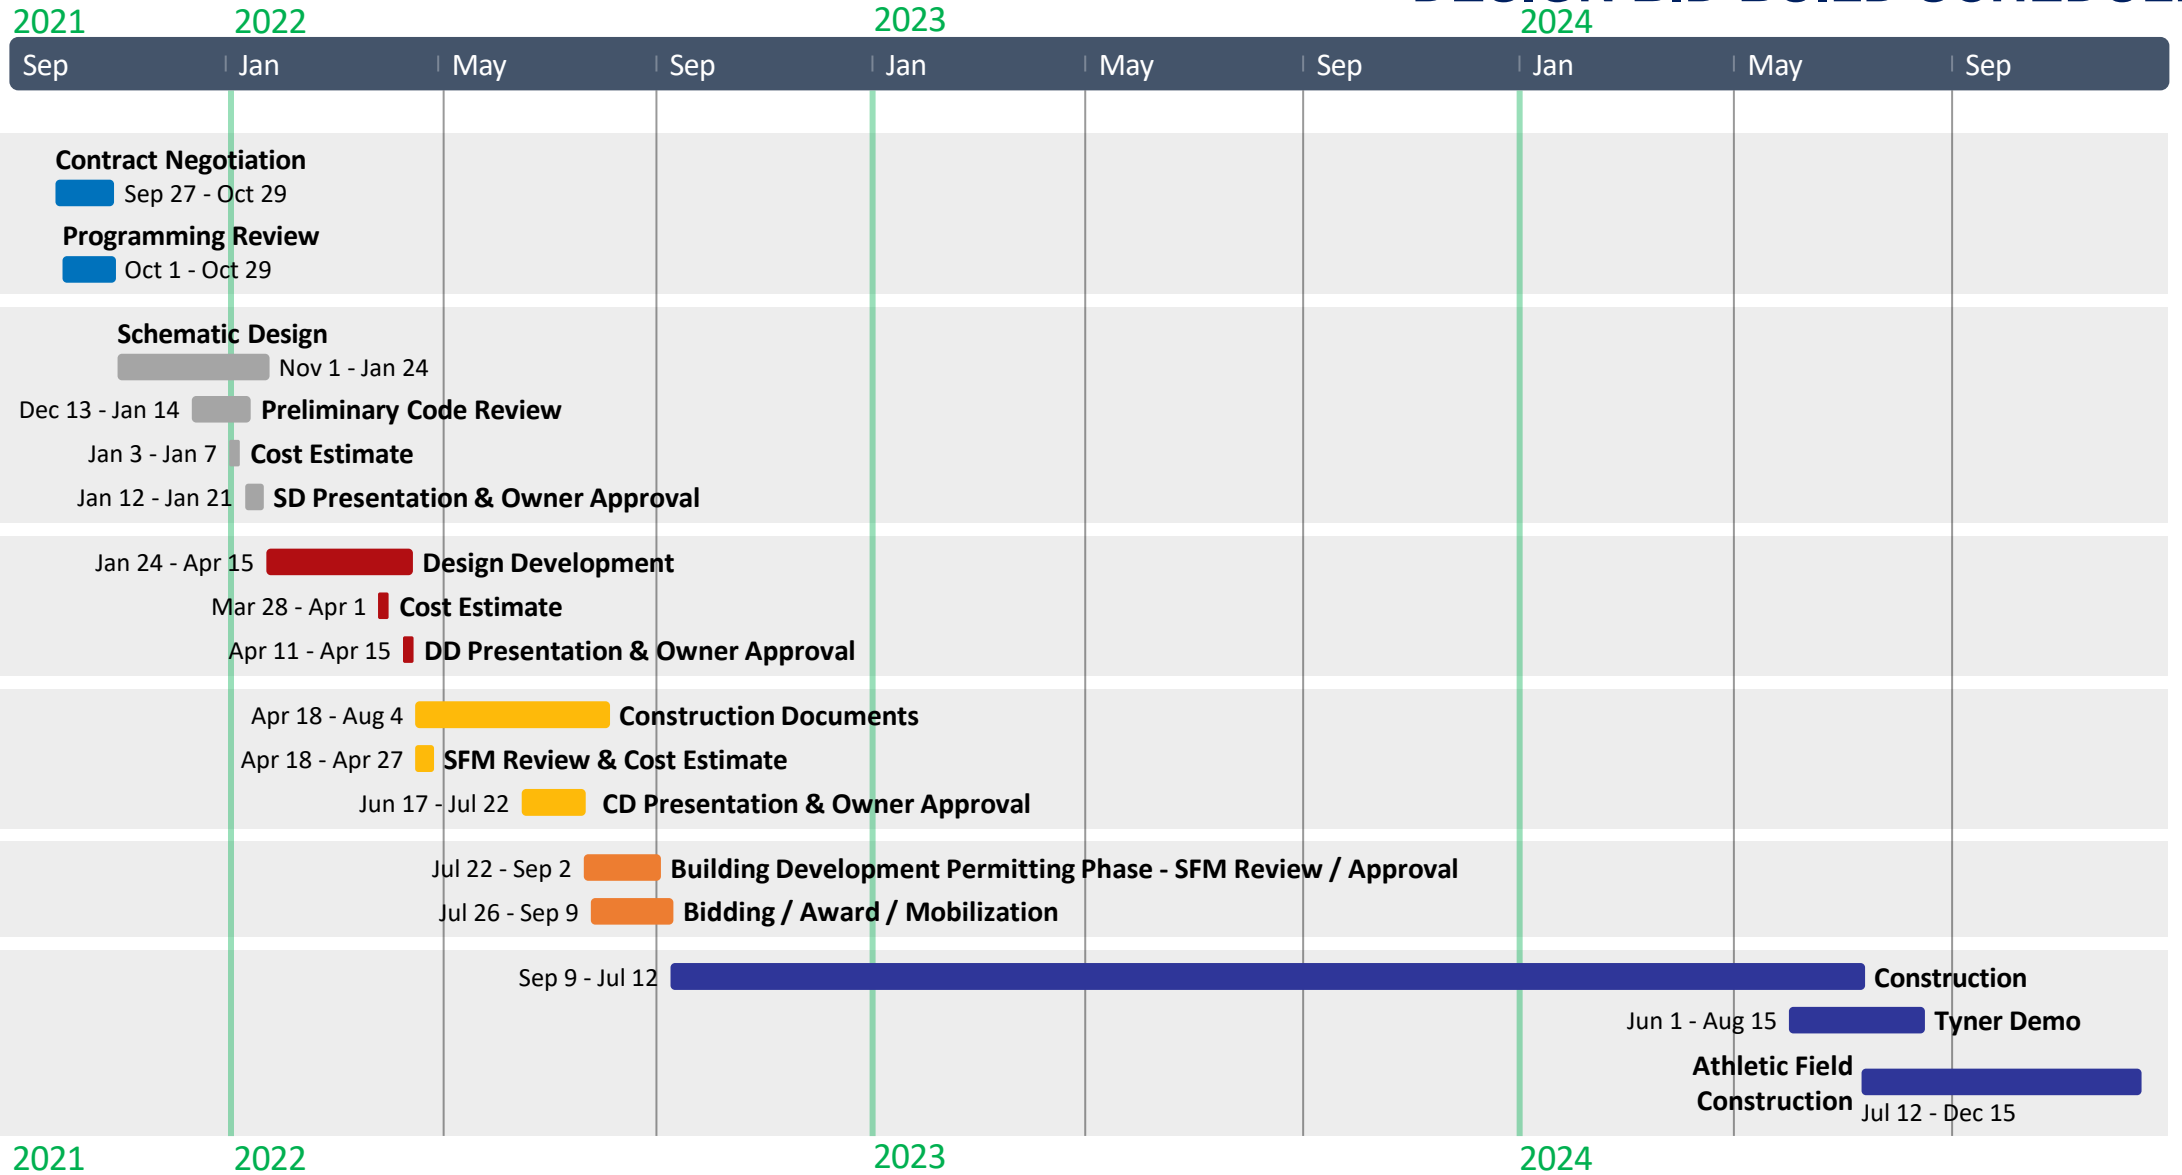 2021 2022 2023 2024
Sep Jan May Sep Jan May Sep Jan May Sep
Contract Negotiation
Sep 27 - Oct 29
Programming Review
Oct 1 - Oct 29
Schematic Design
Nov 1 - Jan 24
Dec 13 - Jan 14 Preliminary Code Review
Jan 3 - Jan 7 Cost Estimate
Jan 12 - Jan 21 SD Presentation & Owner Approval
Jan 24 - Apr 15 Design Development
Mar 28 - Apr 1 Cost Estimate
Apr 11 - Apr 15 DD Presentation & Owner Approval
Apr 18 - Aug 4 Construction Documents
Apr 18 - Apr 27 SFM Review & Cost Estimate
Jun 17 - Jul 22 CD Presentation & Owner Approval
Jul 22 - Sep 2 Building Development Permitting Phase - SFM Review / Approval
Jul 26 - Sep 9 Bidding / Award / Mobilization
Sep 9 - Jul 12 Construction
Jun 1 - Aug 15 Tyner Demo
Athletic Field
Construction
Jul 12 - Dec 15
2021 2022 2023 2024